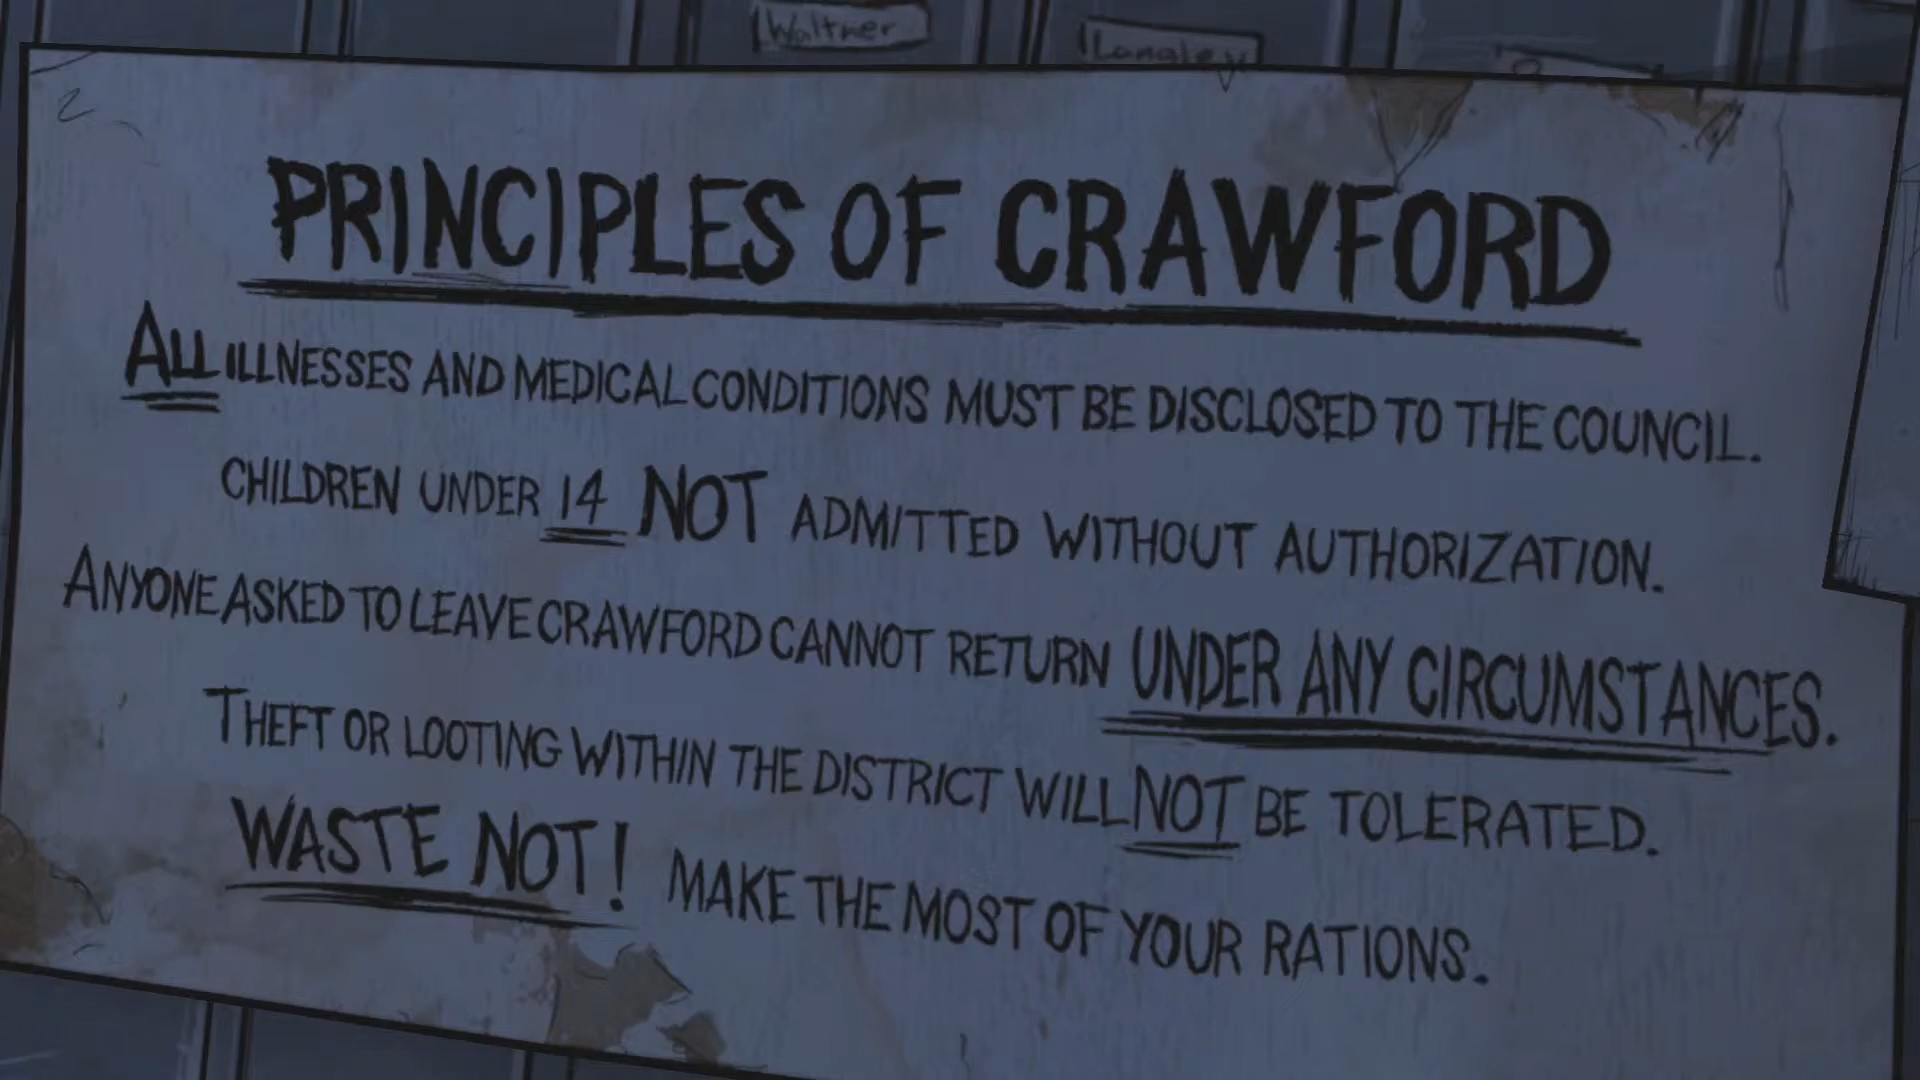 Waltner
Langley
PRINCIPLES OF CRAWFORD
ALL ILLNESSES AND MEDICAL CONDITIONS MUST BE DISCLOSED TO THE COUNCIL.
CHILDREN UNDER 14 NOT ADMITTED WITHOUT AUTHORIZATION.
ANYONE ASKED TO LEAVE CRAWFORD CANNOT RETURN UNDER ANY CIRCUMSTANCES.
THEFT OR LOOTING WITHIN THE DISTRICT WILL NOT BE TOLERATED.
WASTE NOT! MAKE THE MOST OF YOUR RATIONS.